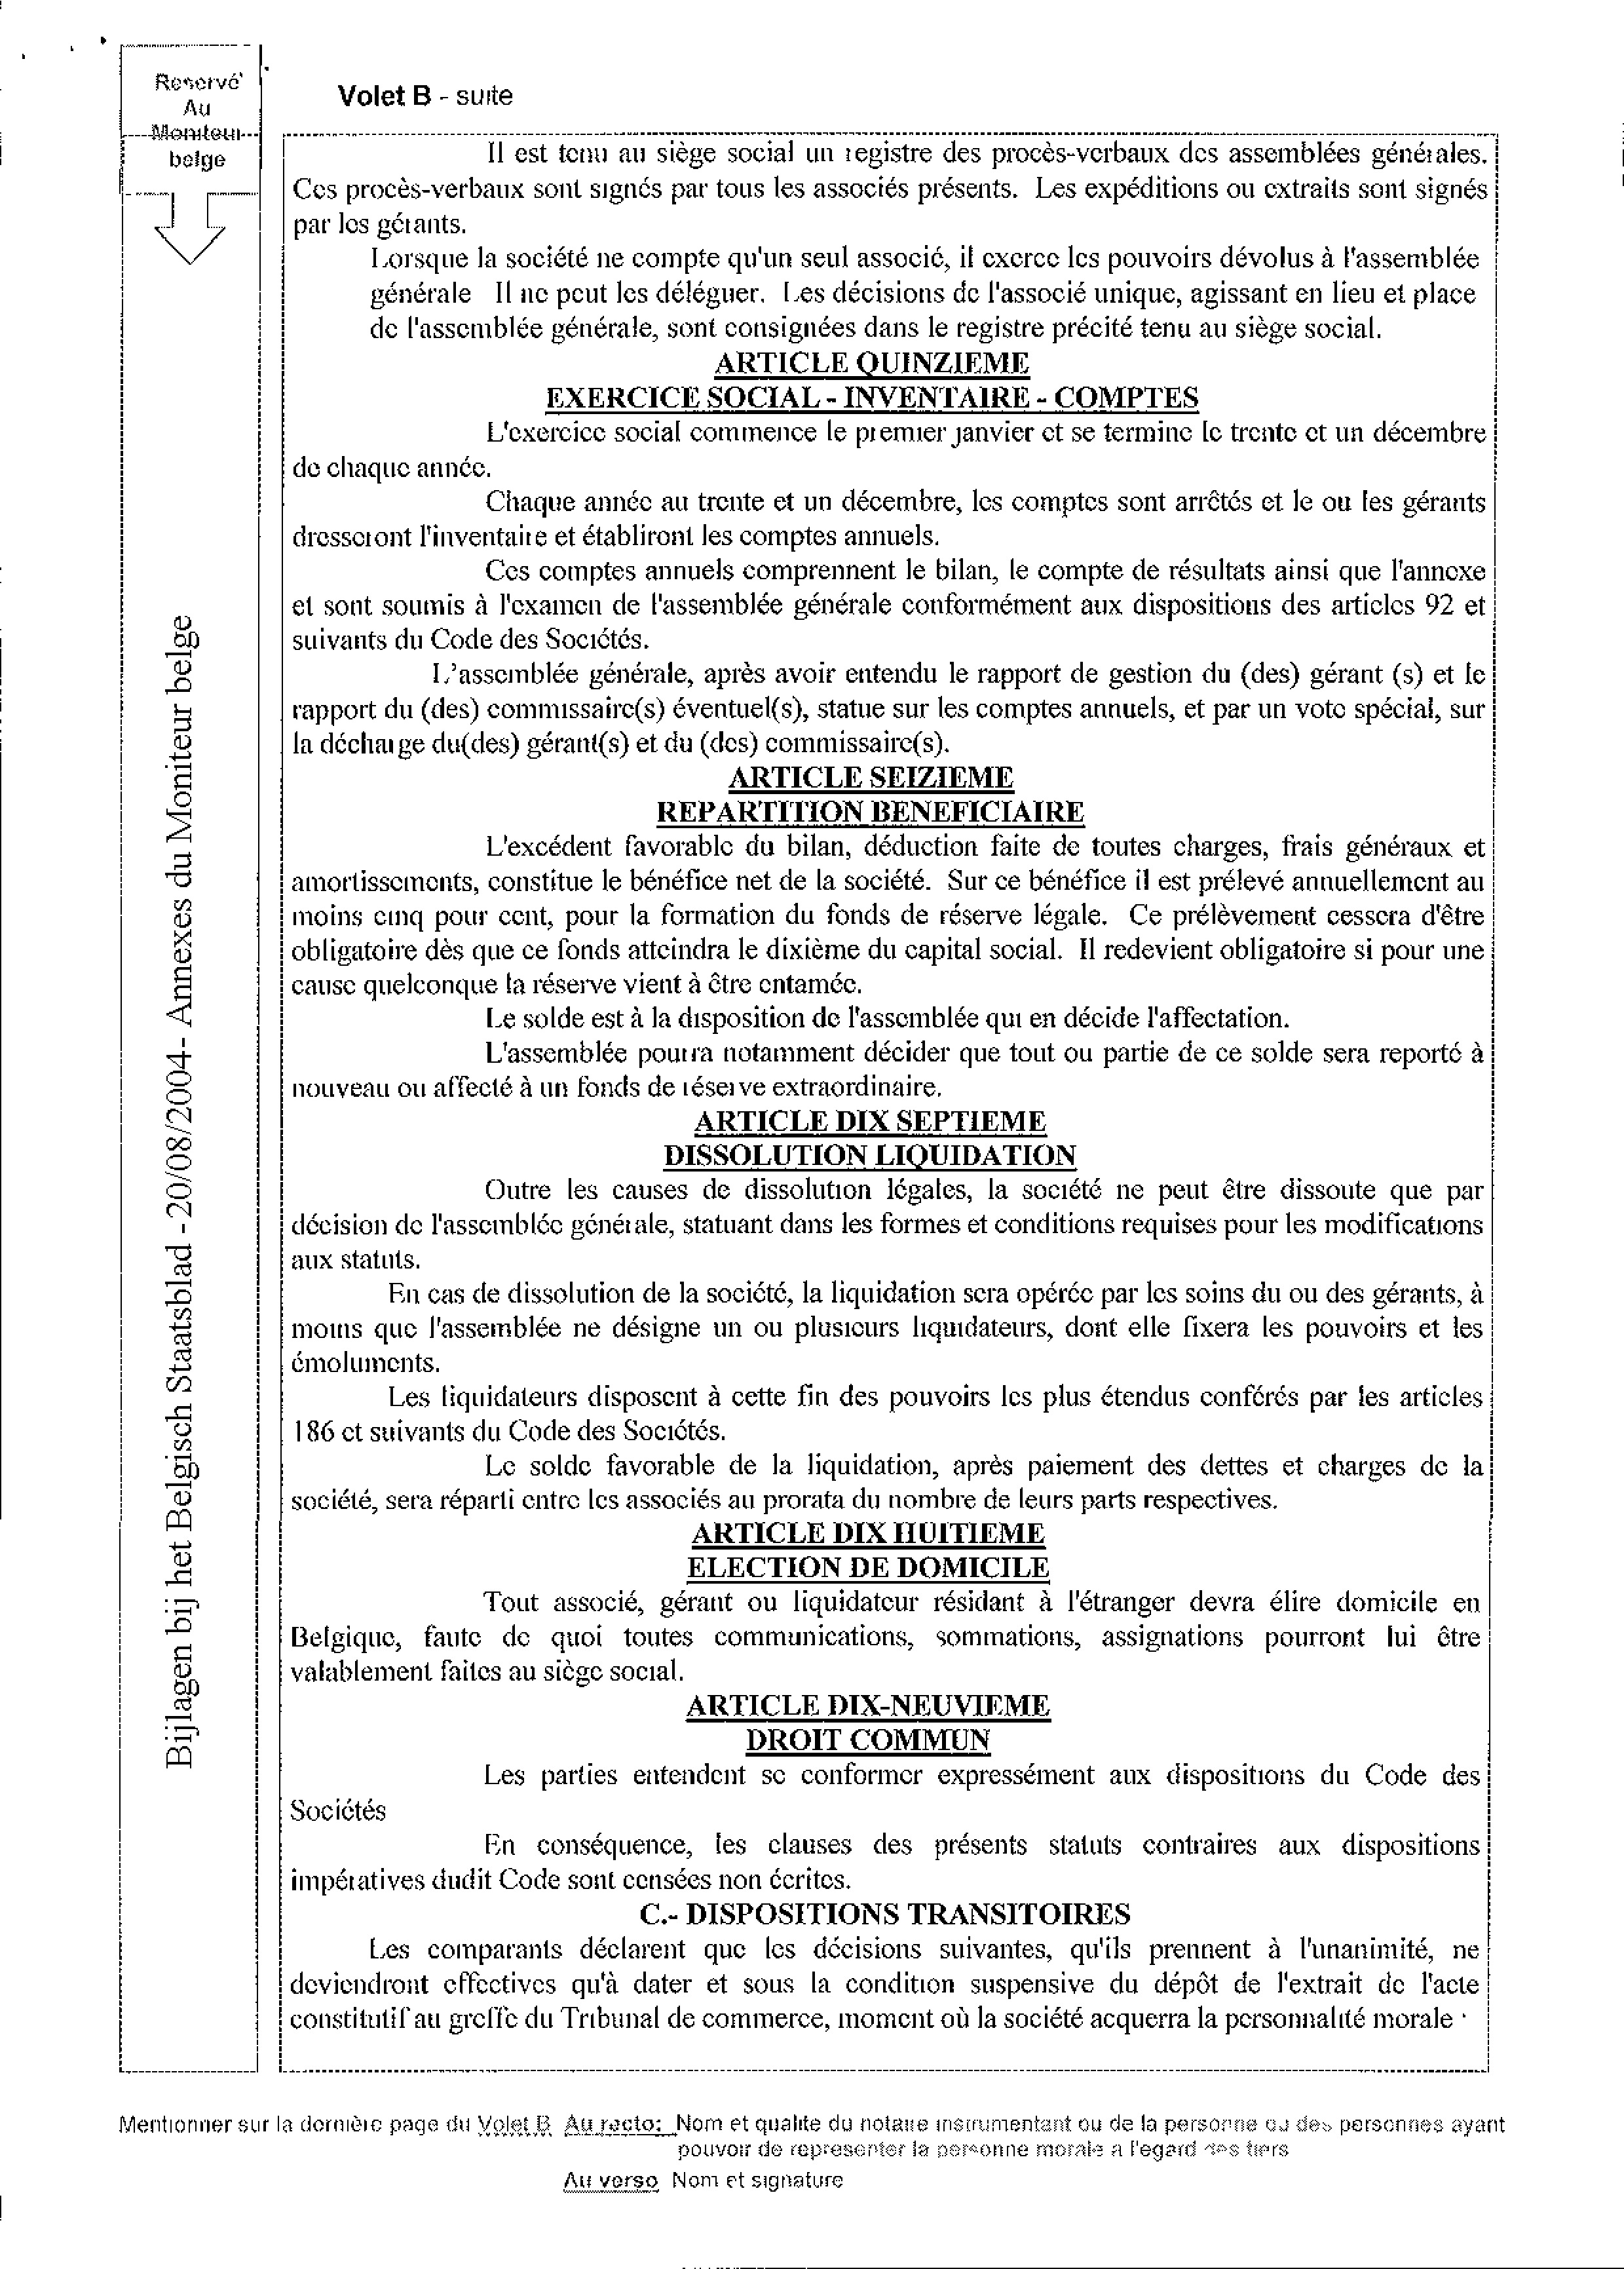 Reservé
Au
Moniteur
belge
Volet B - suite
Il est tenu au siège social un registre des procès-verbaux des assemblées générales.
Ces procès-verbaux sont signés par tous les associés présents. Les expéditions ou extraits sont signés
par les gérants.
Lorsque la société ne compte qu'un seul associé, il exerce les pouvoirs dévolus à l'assemblée
générale Il ne peut les déléguer. Les décisions de l'associé unique, agissant en lieu et place
de l'assemblée générale, sont consignées dans le registre précité tenu au siège social.
ARTICLE QUINZIEME
EXERCICE SOCIAL - INVENTAIRE - COMPTES
L'exercice social commence le premier janvier et se termine le trente et un décembre
de chaque année.
Chaque année au trente et un décembre, les comptes sont arrêtés et le ou les gérants
dresseront l'inventaire et établiront les comptes annuels.
Ces comptes annuels comprennent le bilan, le compte de résultats ainsi que l'annexe
et sont soumis à l'examen de l'assemblée générale conformément aux dispositions des articles 92 et
suivants du Code des Sociétés.
L'assemblée générale, après avoir entendu le rapport de gestion du (des) gérant (s) et le
rapport du (des) commissaire(s) éventuel(s), statue sur les comptes annuels, et par un vote spécial, sur
la décharge du(des) gérant(s) et du (des) commissaire(s).
ARTICLE SEIZIEME
REPARTITION BENEFICIAIRE
L'excédent favorable du bilan, déduction faite de toutes charges, frais généraux et
amortissements, constitue le bénéfice net de la société. Sur ce bénéfice il est prélevé annuellement au
moins cinq pour cent, pour la formation du fonds de réserve légale. Ce prélèvement cessera d'être
obligatoire dès que ce fonds atteindra le dixième du capital social. Il redevient obligatoire si pour une
cause quelconque la réserve vient à être entamée.
Le solde est à la disposition de l'assemblée qui en décide l'affectation.
L'assemblée pourra notamment décider que tout ou partie de ce solde sera reporté à
nouveau ou affecté à un fonds de réserve extraordinaire.
ARTICLE DIX SEPTIEME
DISSOLUTION LIQUIDATION
Outre les causes de dissolution légales, la société ne peut être dissoute que par
décision de l'assemblée générale, statuant dans les formes et conditions requises pour les modifications
aux statuts.
En cas de dissolution de la société, la liquidation sera opérée par les soins du ou des gérants, à
moins que l'assemblée ne désigne un ou plusieurs liquidateurs, dont elle fixera les pouvoirs et les
émoluments.
Les liquidateurs disposent à cette fin des pouvoirs les plus étendus conférés par les articles
186 et suivants du Code des Sociétés.
Le solde favorable de la liquidation, après paiement des dettes et charges de la
société, sera réparti entre les associés au prorata du nombre de leurs parts respectives.
ARTICLE DIX HUITIEME
ELECTION DE DOMICILE
Tout associé, gérant ou liquidateur résidant à l'étranger devra élire domicile en
Belgique, faute de quoi toutes communications, sommations, assignations pourront lui être
valablement faites au siège social.
ARTICLE DIX-NEUVIEME
DROIT COMMUN
Les parties entendent se conformer expressément aux dispositions du Code des
Sociétés
En conséquence, les clauses des présents statuts contraires aux dispositions
impératives dudit Code sont censées non écrites.
C.- DISPOSITIONS TRANSITOIRES
Les comparants déclarent que les décisions suivantes, qu'ils prennent à l'unanimité, ne
deviendront effectives qu'à dater et sous la condition suspensive du dépôt de l'extrait de l'acte
constitutif au greffe du Tribunal de commerce, moment où la société acquerra la personnalité morale :
Bijlagen bij het Belgisch Staatsblad - 20/08/2004 - Annexes du Moniteur belge
Mentionner sur la dernière page du Volet B Au recto: Nom et qualite du notaire instrumentant ou de la personne ou des personnes ayant
pouvoir de representer la personne morale a l'egard des tiers
Au verso Nom et signature